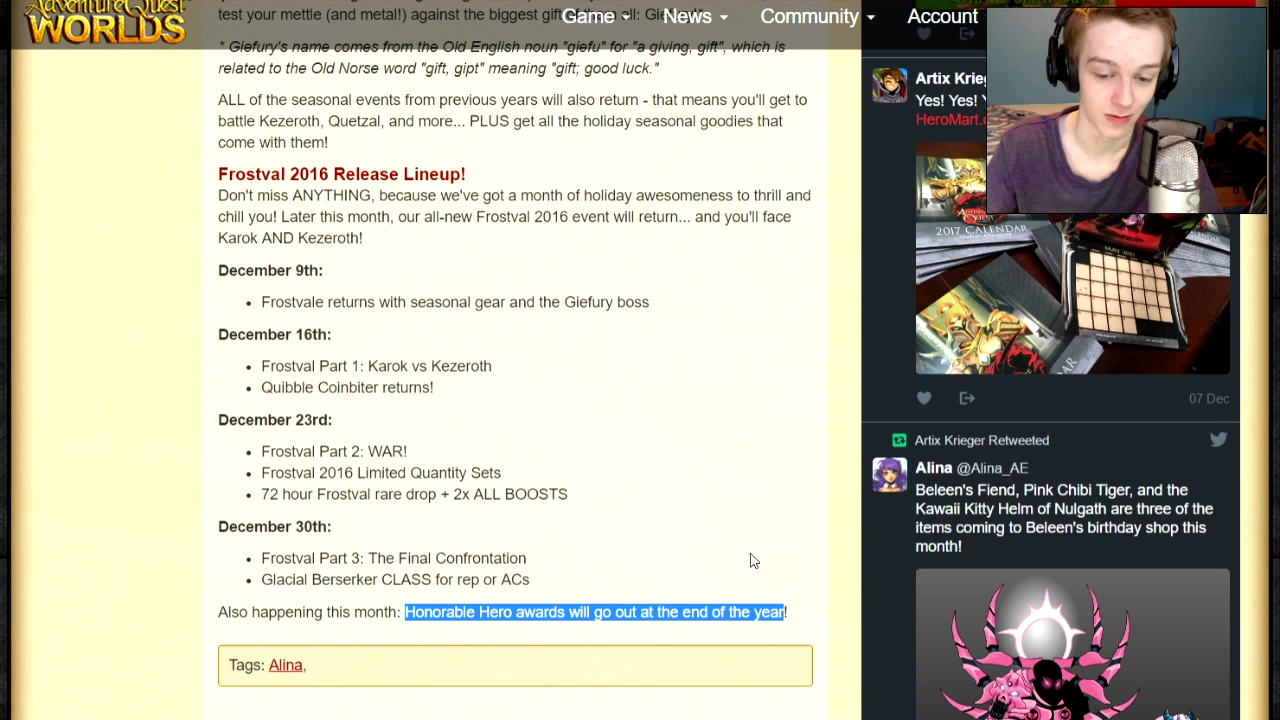 AdventureQuest
WORLDS
Game
News
Community
Account
test your mettle (and metal!) against the biggest gift of them all: Giefury*
* Giefury's name comes from the Old English noun "giefu" for "a giving, gift", which is
related to the Old Norse word "gift, gipt" meaning "gift; good luck."
ALL of the seasonal events from previous years will also return - that means you'll get to
battle Kezeroth, Quetzal, and more... PLUS get all the holiday seasonal goodies that
come with them!
Frostval 2016 Release Lineup!
Don't miss ANYTHING, because we've got a month of holiday awesomeness to thrill and
chill you! Later this month, our all-new Frostval 2016 event will return... and you'll face
Karok AND Kezeroth!
December 9th:
• Frostvale returns with seasonal gear and the Giefury boss
December 16th:
• Frostval Part 1: Karok vs Kezeroth
• Quibble Coinbiter returns!
December 23rd:
• Frostval Part 2: WAR!
• Frostval 2016 Limited Quantity Sets
• 72 hour Frostval rare drop + 2x ALL BOOSTS
December 30th:
• Frostval Part 3: The Final Confrontation
• Glacial Berserker CLASS for rep or ACs
Also happening this month: Honorable Hero awards will go out at the end of the year!
Tags: Alina,
Artix Krieg
Yes! Yes!
HeroMart.c
2017 CALENDAR
07 Dec
Artix Krieger Retweeted
Alina @Alina_AE
Beleen's Fiend, Pink Chibi Tiger, and the
Kawaii Kitty Helm of Nulgath are three of the
items coming to Beleen's birthday shop this
month!